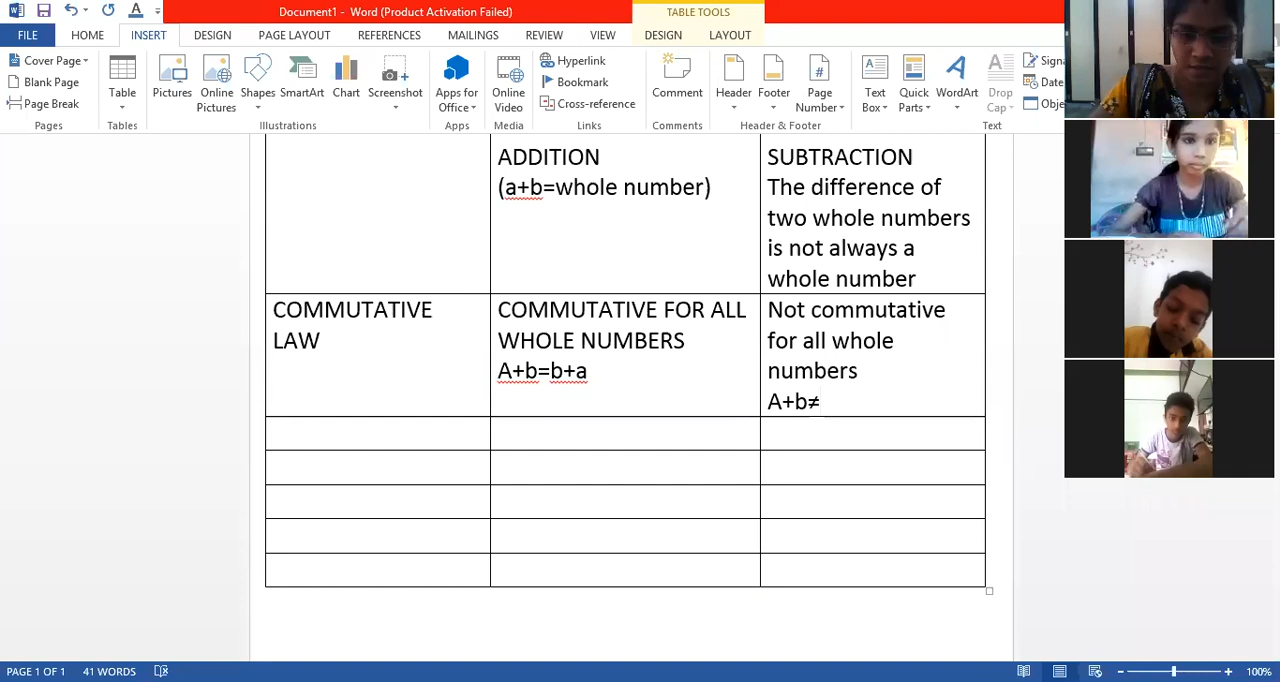 Document1 - Word (Product Activation Failed)
TABLE TOOLS
FILE
HOME
INSERT
DESIGN
PAGE LAYOUT
REFERENCES
MAILINGS
REVIEW
VIEW
DESIGN
LAYOUT
Cover Page
Blank Page
Page Break
Pages
Table
Tables
Pictures
Online
Pictures
Shapes
SmartArt
Chart
Screenshot
Illustrations
Apps for
Office
Apps
Online
Video
Media
Hyperlink
Bookmark
Cross-reference
Links
Comment
Comments
Header
Footer
Page
Number
Header & Footer
Text
Box
Quick
Parts
WordArt
Drop
Cap
Signa
Date
Obje
Text
ADDITION
(a+b=whole number)
SUBTRACTION
The difference of
two whole numbers
is not always a
whole number
COMMUTATIVE
LAW
COMMUTATIVE FOR ALL
WHOLE NUMBERS
A+b=b+a
Not commutative
for all whole
numbers
A+b≠
PAGE 1 OF 1
41 WORDS
100%